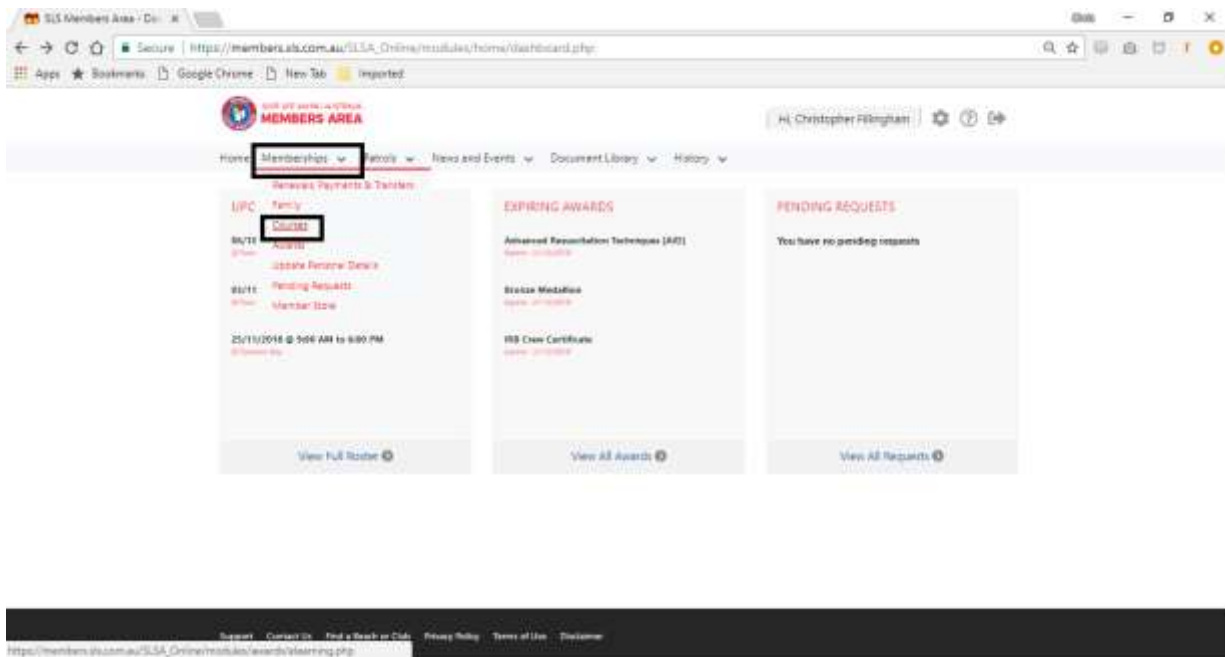 SLS Members Area - Da
Chris
Secure | https://members.sls.com.au/SLSA_Online/modules/home/dashboard.php
Apps Bookmarks Google Chrome New Tab Imported
MEMBERS AREA
Hi, Christopher Fillingham
Home Memberships Patrols News and Events Document Library History
Renewals Payments & Transfers
Family
Courses
Awards
Update Personal Details
Pending Requests
Member Store
UPC
25/11/2018 @ 9:00 AM to 6:00 PM
View Full Roster
EXPIRING AWARDS
Advanced Resuscitation Techniques [AID]
Bronze Medallion
IRB Crew Certificate
View All Awards
PENDING REQUESTS
You have no pending requests
View All Requests
Support Contact Us Find a Beach or Club Privacy Policy Terms of Use Disclaimer
https://members.sls.com.au/SLSA_Online/modules/awards/elearning.php